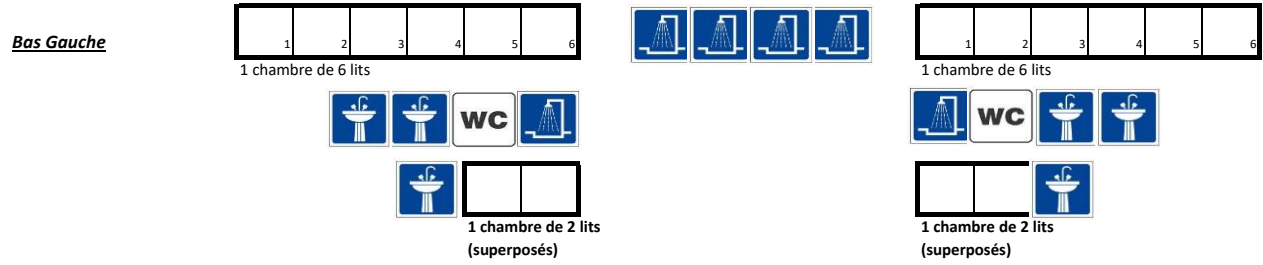 Bas Gauche
1 2 3 4 5 6
1 2 3 4 5 6
1 chambre de 6 lits
1 chambre de 6 lits
WC
WC
1 chambre de 2 lits
(superposés)
1 chambre de 2 lits
(superposés)